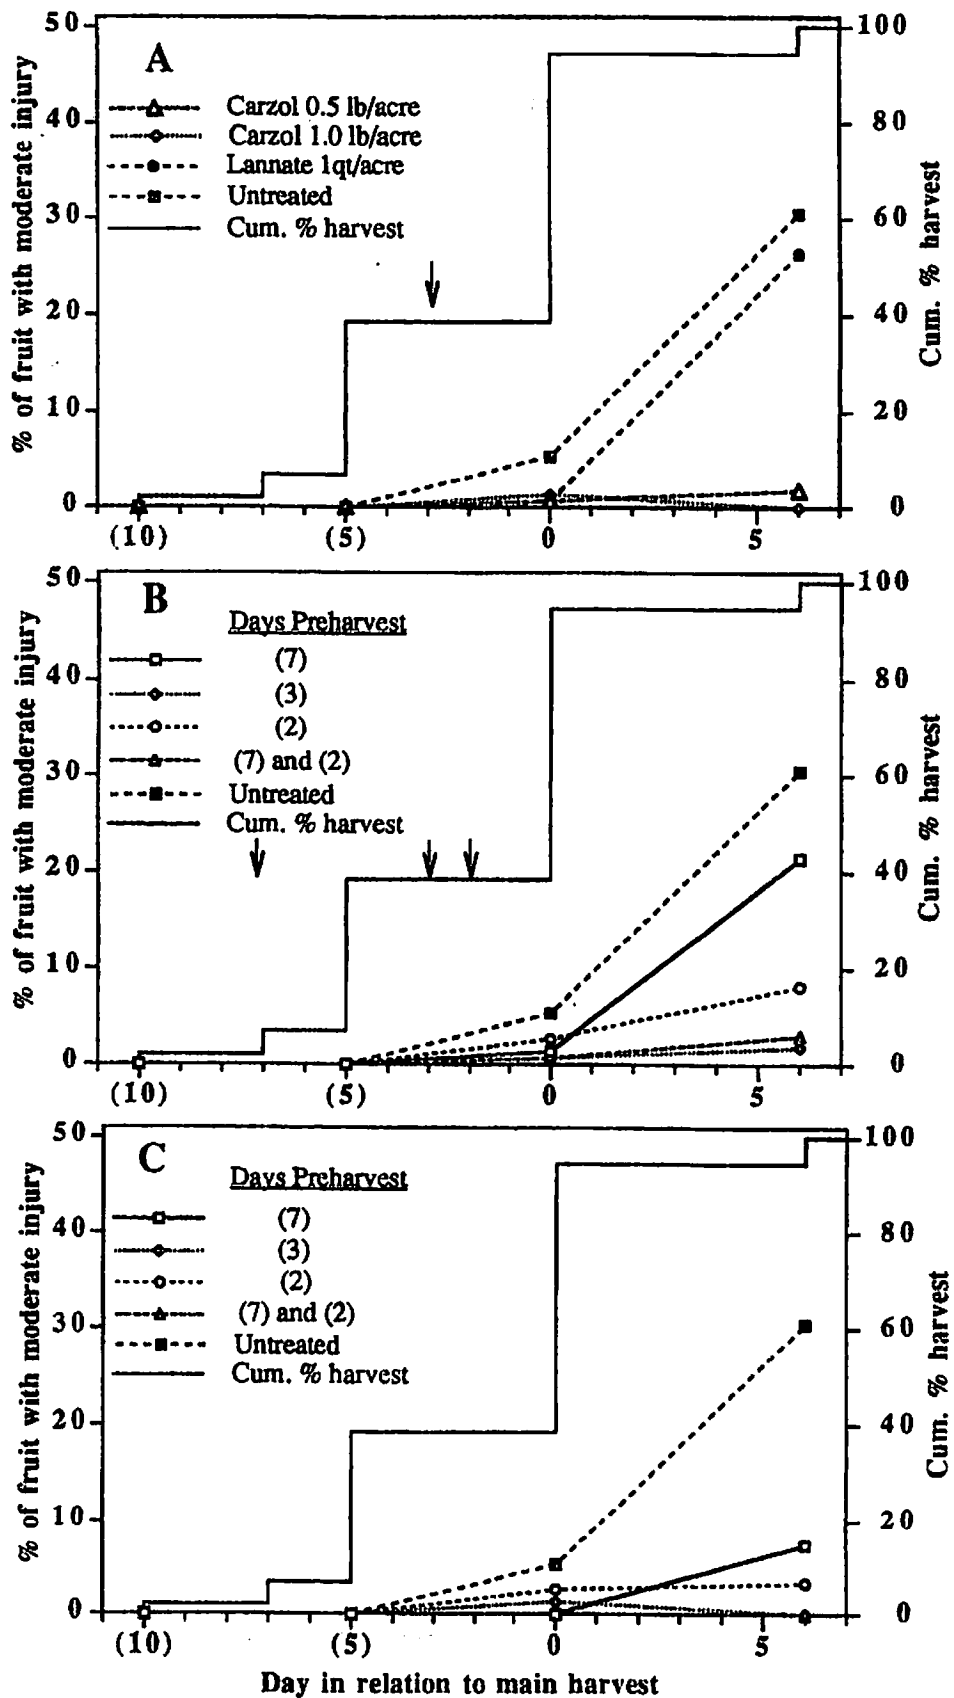 % of fruit with moderate injury
50
40
30
20
10
0
A
Carzol 0.5 lb/acre
Carzol 1.0 lb/acre
Lannate 1qt/acre
Untreated
Cum. % harvest
100
80
60
40
20
0
Cum. % harvest
(10) (5) 0 5
% of fruit with moderate injury
50
40
30
20
10
0
B
Days Preharvest
(7)
(3)
(2)
(7) and (2)
Untreated
Cum. % harvest
100
80
60
40
20
0
Cum. % harvest
(10) (5) 0 5
% of fruit with moderate injury
50
40
30
20
10
0
C
Days Preharvest
(7)
(3)
(2)
(7) and (2)
Untreated
Cum. % harvest
100
80
60
40
20
0
Cum. % harvest
(10) (5) 0 5
Day in relation to main harvest